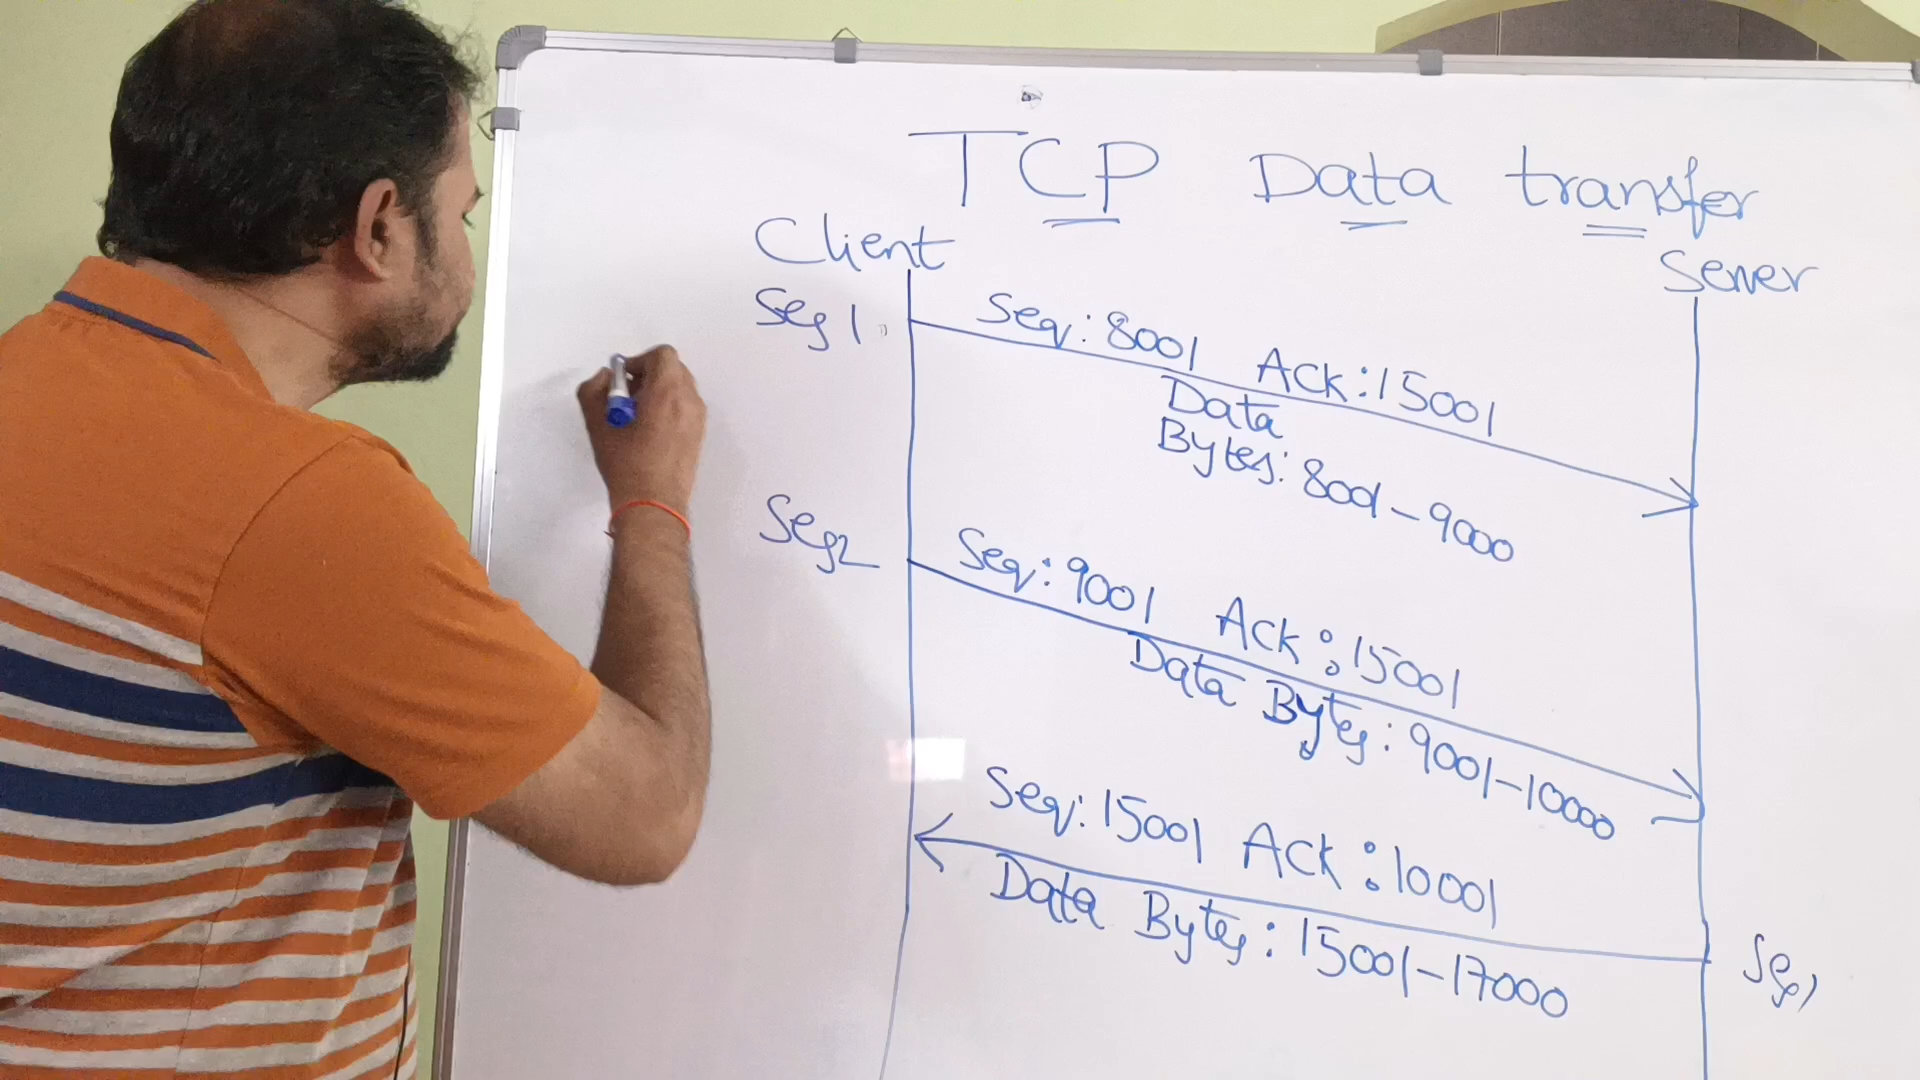 TCP Data transfer
Client
Server
Seg 1
Seq: 8001 Ack: 15001
Data
Bytes: 8001-9000
Seg2
Seq: 9001 Ack: 15001
Data Bytes: 9001-10000
Seq: 15001 Ack: 10001
Data Bytes: 15001-17000
Seg1